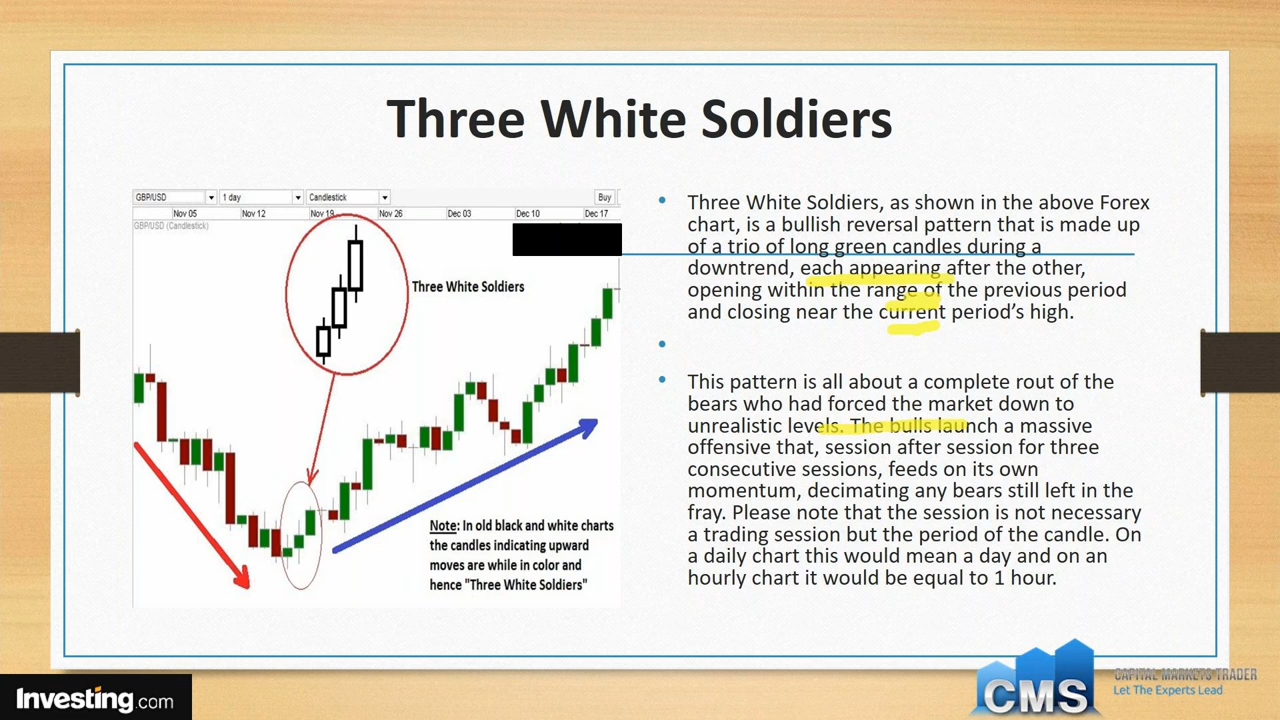 Three White Soldiers
GBP/USD
1 day
Candlestick
Buy
Nov 05
Nov 12
Nov 19
Nov 26
Dec 03
Dec 10
Dec 17
GBP/USD (Candlestick)
Three White Soldiers
Note: In old black and white charts
the candles indicating upward
moves are while in color and
hence "Three White Soldiers"
• Three White Soldiers, as shown in the above Forex
chart, is a bullish reversal pattern that is made up
of a trio of long green candles during a
downtrend, each appearing after the other,
opening within the range of the previous period
and closing near the current period’s high.
•
• This pattern is all about a complete rout of the
bears who had forced the market down to
unrealistic levels. The bulls launch a massive
offensive that, session after session for three
consecutive sessions, feeds on its own
momentum, decimating any bears still left in the
fray. Please note that the session is not necessary
a trading session but the period of the candle. On
a daily chart this would mean a day and on an
hourly chart it would be equal to 1 hour.
Investing.com
CMS
CAPITAL MARKETS TRADER
Let The Experts Lead